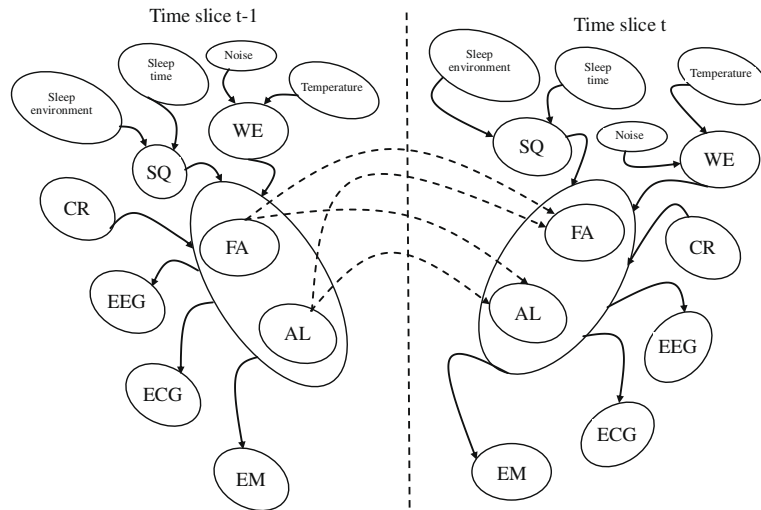 Time slice t-1
Sleep
environment
Sleep
time
Noise
Temperature
WE
SQ
CR
FA
EEG
AL
ECG
EM
Time slice t
Sleep
environment
Sleep
time
Temperature
SQ
Noise
WE
FA
CR
AL
EEG
ECG
EM